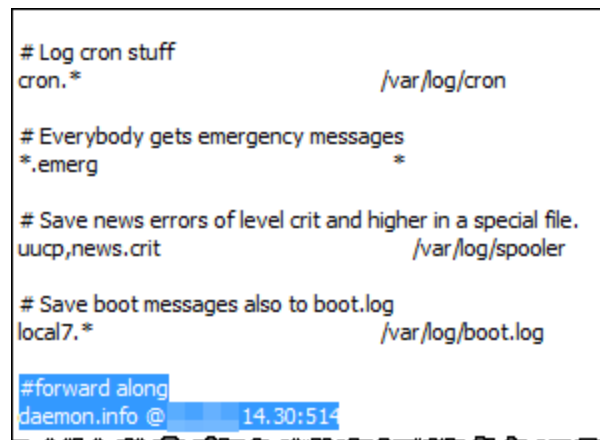 # Log cron stuff
cron.* /var/log/cron
# Everybody gets emergency messages
*.emerg *
# Save news errors of level crit and higher in a special file.
uucp,news.crit /var/log/spooler
# Save boot messages also to boot.log
local7.* /var/log/boot.log
#forward along
daemon.info @ 14.30:514